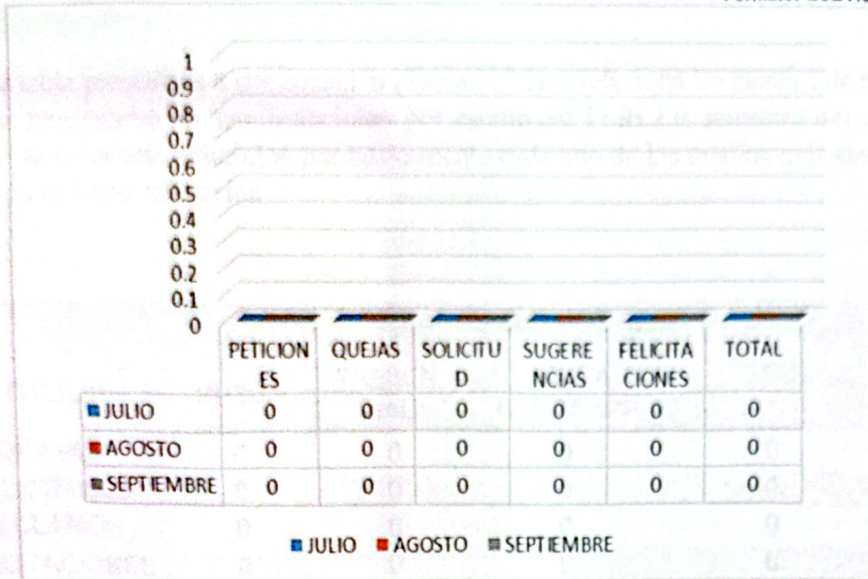 1
0.9
0.8
0.7
0.6
0.5
0.4
0.3
0.2
0.1
0
PETICION QUEJAS SOLICITU SUGERE FELICITA TOTAL
ES D NCIAS CIONES
JULIO 0 0 0 0 0 0
AGOSTO 0 0 0 0 0 0
SEPTIEMBRE 0 0 0 0 0 0
JULIO AGOSTO SEPTIEMBRE